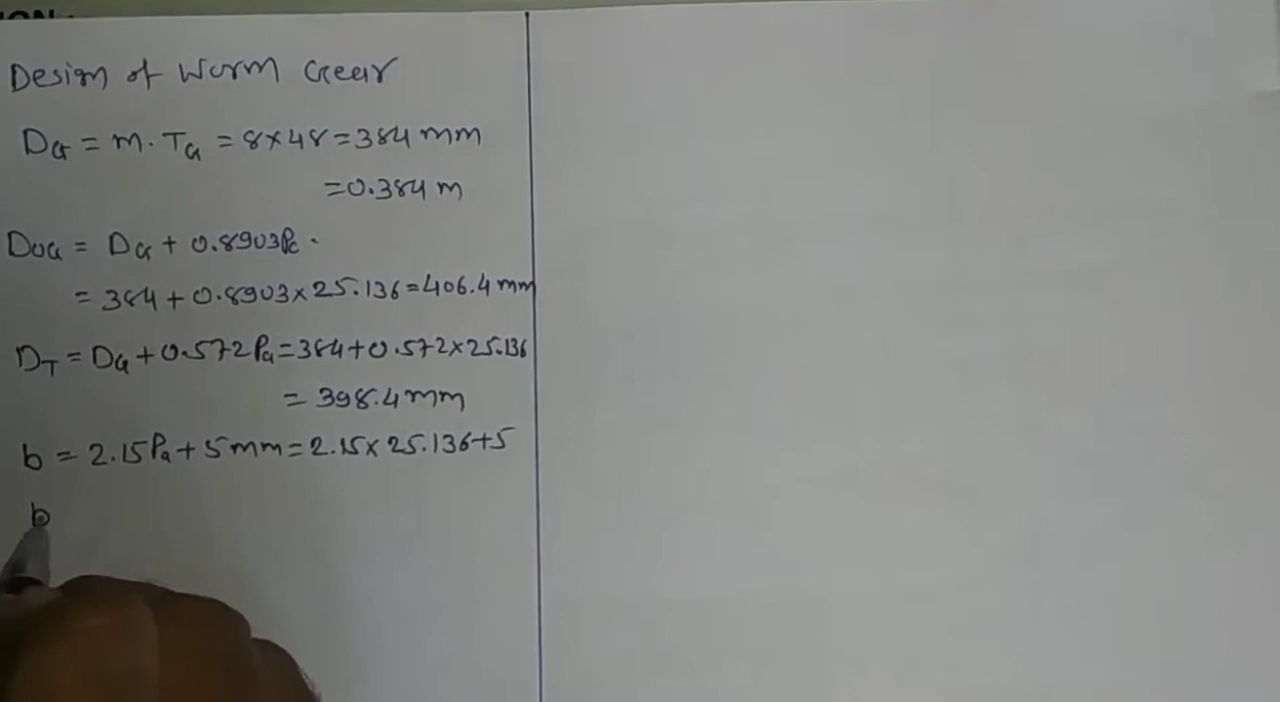 Design of Worm Gear
DG = m. TG = 8×48 = 384 mm
= 0.384 m
DOG = DG + 0.8903Pc .
= 384 + 0.8903×25.136 = 406.4 mm
DT = DG + 0.572Pa = 384 + 0.572×25.136
= 398.4 mm
b = 2.15Pa + 5mm = 2.15× 25.136+5
b